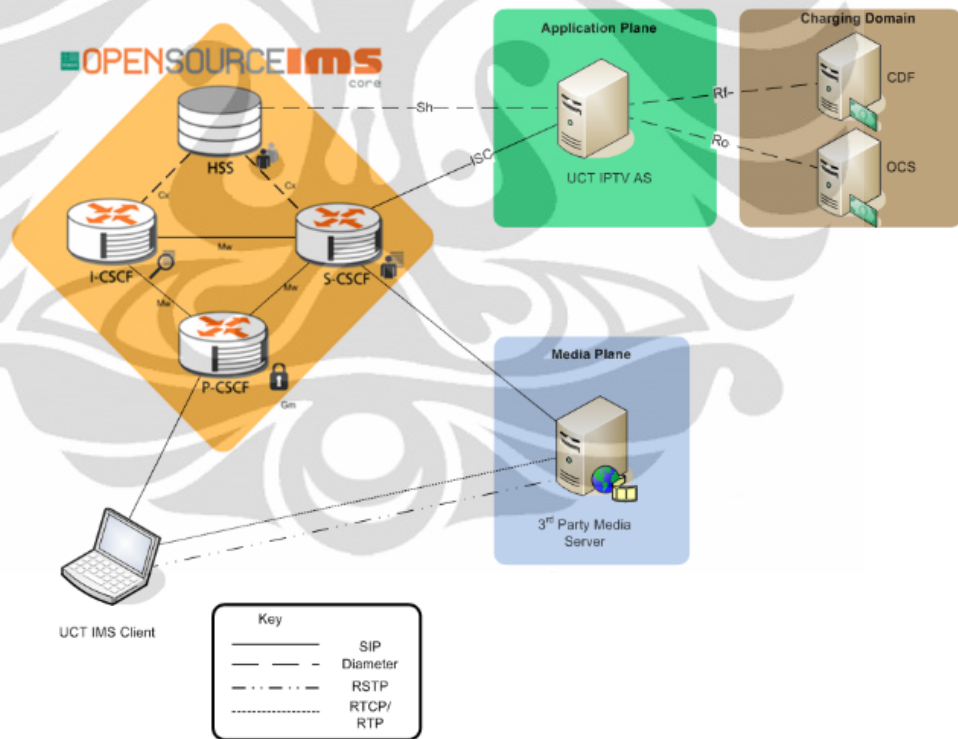 OPENSOURCEIMS
core
Application Plane
Charging Domain
Sh
Rf
CDF
HSS
Ro
ISC
UCT IPTV AS
OCS
Cx
Cx
Mw
I-CSCF
S-CSCF
Mw
Mw
P-CSCF
Gm
Media Plane
3rd Party Media
Server
UCT IMS Client
Key
SIP
Diameter
RSTP
RTCP/
RTP